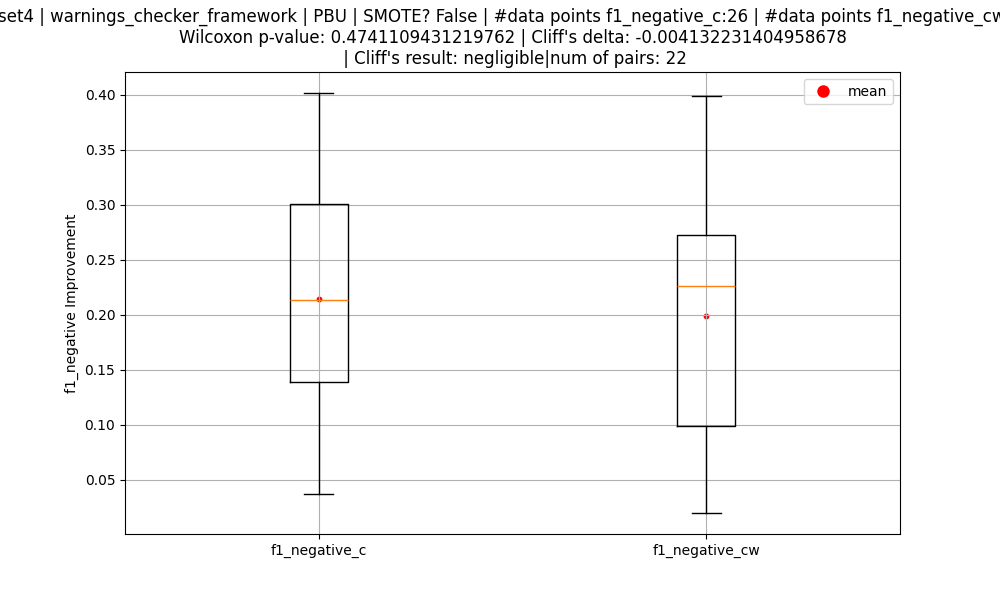 set4 | warnings_checker_framework | PBU | SMOTE? False | #data points f1_negative_c:26 | #data points f1_negative_cw
Wilcoxon p-value: 0.4741109431219762 | Cliff's delta: -0.004132231404958678
| Cliff's result: negligible|num of pairs: 22
mean
0.40
0.35
0.30
0.25
0.20
0.15
0.10
0.05
f1_negative Improvement
f1_negative_c
f1_negative_cw